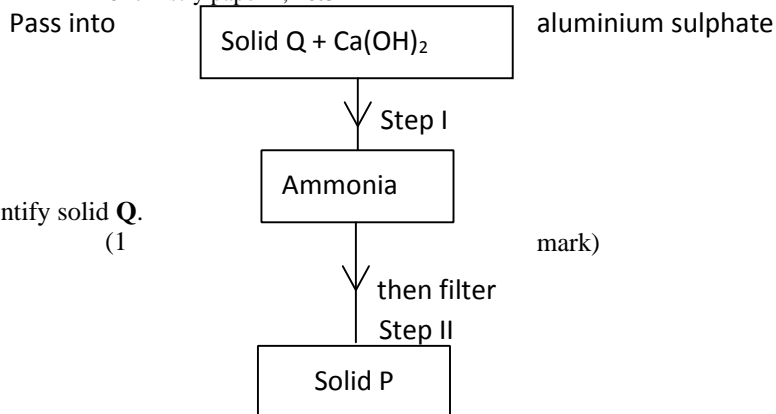 Pass into
aluminium sulphate
Solid Q + Ca(OH)₂
Step I
Ammonia
ntify solid Q.
(1
mark)
then filter
Step II
Solid P